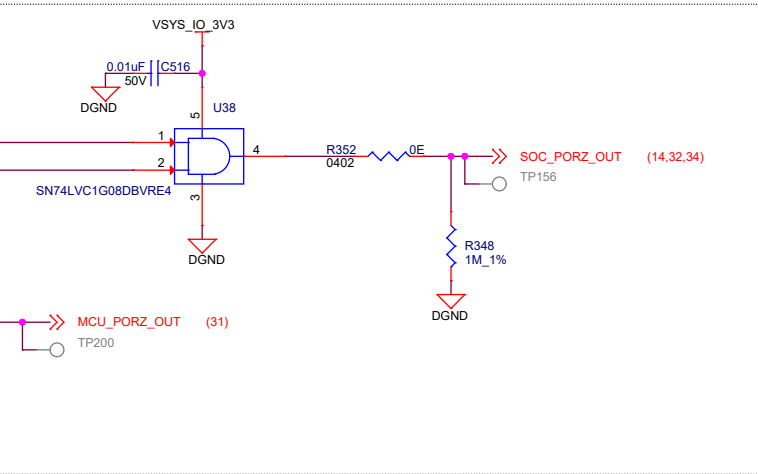 VSYS_IO_3V3
0.01uF C516
50V
DGND
5
U38
1
4
2
R352 0E
0402
SOC_PORZ_OUT (14,32,34)
TP156
SN74LVC1G08DBVRE4
3
DGND
R348
1M_1%
DGND
MCU_PORZ_OUT (31)
TP200